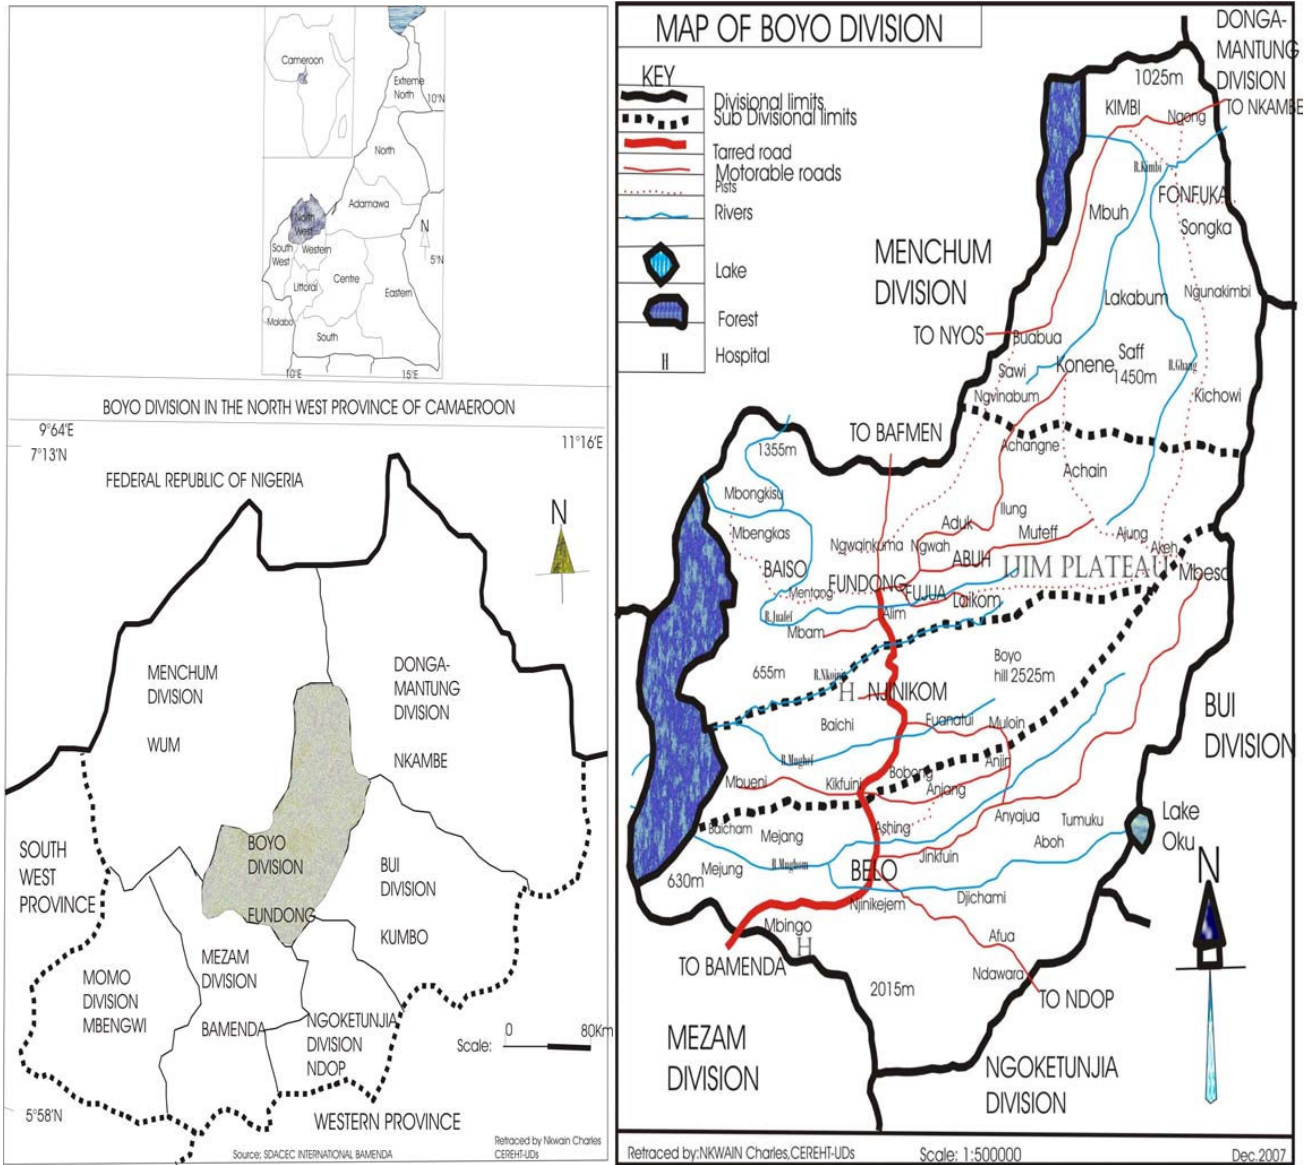 Cameroon
Extreme
North
10°N
North
Adamawa
North
West
N
South
West
Western
5°N
Centre
Littoral
Eastern
Malabo
South
10°E
15°E
BOYO DIVISION IN THE NORTH WEST PROVINCE OF CAMAEROON
9°64'E
11°16'E
7°13'N
FEDERAL REPUBLIC OF NIGERIA
N
MENCHUM
DIVISION
WUM
DONGA-
MANTUNG
DIVISION
NKAMBE
SOUTH
WEST
PROVINCE
BOYO
DIVISION
FUNDONG
BUI
DIVISION
KUMBO
MEZAM
DIVISION
BAMENDA
MOMO
DIVISION
MBENGWI
NGOKETUNJIA
DIVISION
NDOP
0
80Km
Scale:
5°58'N
WESTERN PROVINCE
Source; SDACEC INTERNATIONAL BAMENDA
Retraced by Nkwain Charles
CEREHT-UDs
MAP OF BOYO DIVISION
KEY
Divisional limits
Sub Divisional limits
Tarred road
Motorable roads
Pists
Rivers
Lake
Forest
Hospital
DONGA-
MANTUNG
DIVISION
TO NKAMBE
1025m
KIMBI
Ngong
R.Kimbi
FONFUKA
Mbuh
Songka
MENCHUM
DIVISION
Lakabum
Ngunakimbi
TO NYOS
Buabua
Saff
1450m
Sawi
Konene
R.Ghang
Ngvinabum
Kichowi
TO BAFMEN
Achangne
1355m
Achain
Mbongkisu
Ilung
Mbengkas
Aduk
Muteff
Ajung
Ngwainkuma
Ngwah
ABUH
Akeh
BAISO
IJIM PLATEAU
Mbesa
FUNDONG
FUJUA
Mentang
Laikom
R.Juafef
Alim
Mbam
655m
Boyo
hill 2525m
R.Nkoini
H NJINIKOM
Baichi
Fuanatui
Muloin
BUI
DIVISION
R.Mughef
Anjin
Bobong
Mbueni
Kikfuini
Anjang
Lake
Oku
Baicham
Mejang
Ashing
Anyajua
Tumuku
Aboh
Mejung
R.Mughom
BELO
Jinkfuin
N
630m
Njinikejem
Djichami
Mbingo
H
Afua
TO BAMENDA
Ndawara
2015m
TO NDOP
MEZAM
DIVISION
NGOKETUNJIA
DIVISION
Retraced by:NKWAIN Charles,CEREHT-UDs
Scale: 1:500000
Dec.2007